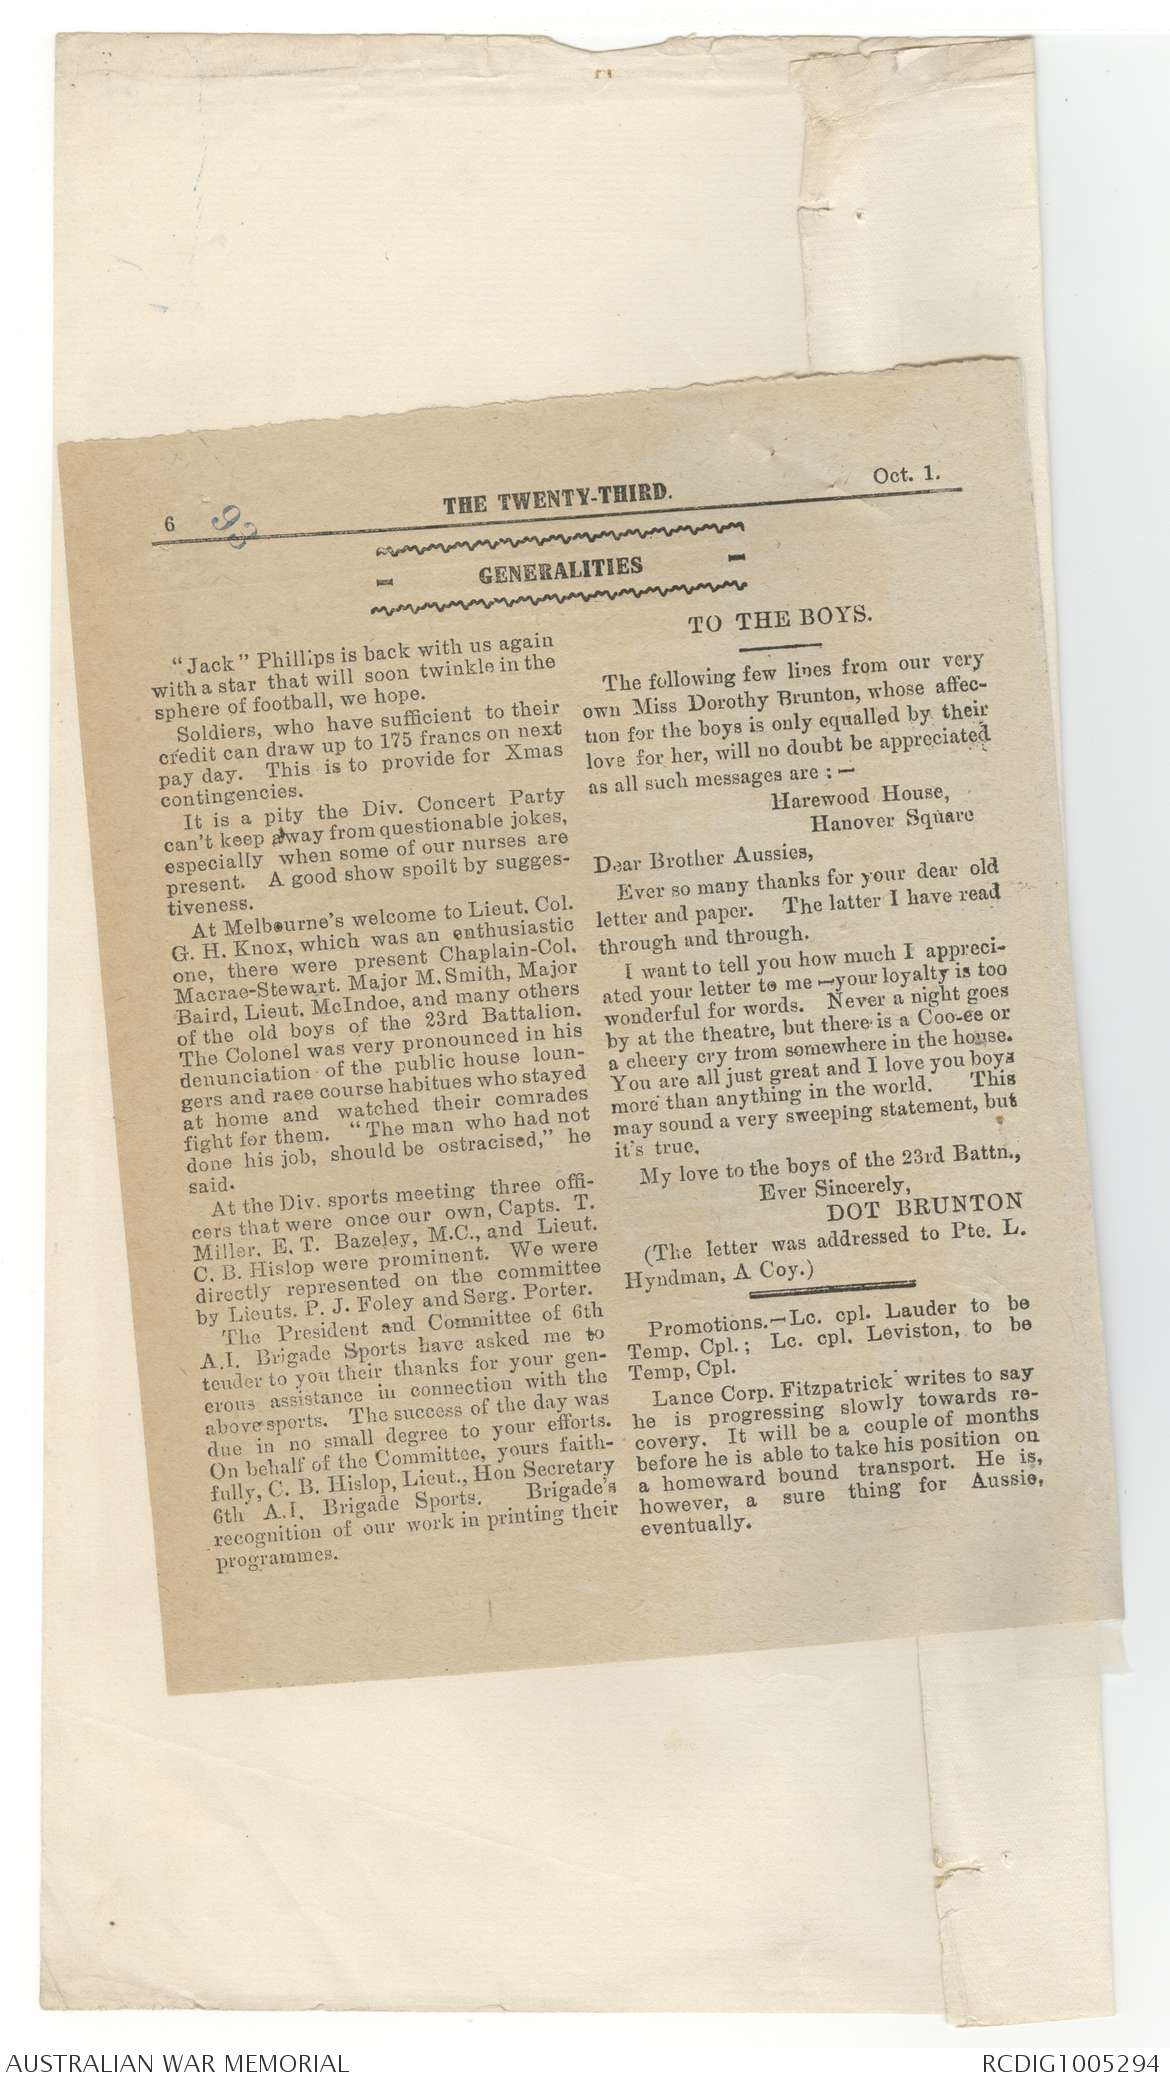 6
93
THE TWENTY-THIRD.
Oct. 1.
GENERALITIES
"Jack" Phillips is back with us again
with a star that will soon twinkle in the
sphere of football, we hope.
Soldiers, who have sufficient to their
credit can draw up to 175 francs on next
pay day. This is to provide for Xmas
contingencies.
It is a pity the Div. Concert Party
can't keep away from questionable jokes,
especially when some of our nurses are
present. A good show spoilt by sugges-
tiveness.
At Melbourne's welcome to Lieut. Col.
G. H. Knox, which was an enthusiastic
one, there were present Chaplain-Col.
Macrae-Stewart. Major M. Smith, Major
Baird, Lieut. McIndoe, and many others
of the old boys of the 23rd Battalion.
The Colonel was very pronounced in his
denunciation of the public house loun-
gers and race course habitues who stayed
at home and watched their comrades
fight for them. "The man who had not
done his job, should be ostracised," he
said.
At the Div. sports meeting three offi-
cers that were once our own, Capts. T.
Miller. E. T. Bazeley, M.C., and Lieut.
C. B. Hislop were prominent. We were
directly represented on the committee
by Lieuts. P. J. Foley and Serg. Porter.
The President and Committee of 6th
A.I. Brigade Sports have asked me to
tender to you their thanks for your gen-
erous assistance in connection with the
above sports. The success of the day was
due in no small degree to your efforts.
On behalf of the Committee, yours faith-
fully, C. B. Hislop, Lieut., Hon Secretary
6th A.I. Brigade Sports. Brigade's
recognition of our work in printing their
programmes.
TO THE BOYS.
The following few lines from our very
own Miss Dorothy Brunton, whose affec-
tion for the boys is only equalled by their
love for her, will no doubt be appreciated
as all such messages are : —
Harewood House,
Hanover Square
Dear Brother Aussies,
Ever so many thanks for your dear old
letter and paper. The latter I have read
through and through.
I want to tell you how much I appreci-
ated your letter to me —your loyalty is too
wonderful for words. Never a night goes
by at the theatre, but there is a Coo-ee or
a cheery cry from somewhere in the house.
You are all just great and I love you boys
more than anything in the world. This
may sound a very sweeping statement, but
it's true.
My love to the boys of the 23rd Battn.,
Ever Sincerely,
DOT BRUNTON
(The letter was addressed to Pte. L.
Hyndman, A Coy.)
Promotions.—Lc. cpl. Lauder to be
Temp. Cpl. ; Lc. cpl. Leviston, to be
Temp, Cpl.
Lance Corp. Fitzpatrick writes to say
he is progressing slowly towards re-
covery. It will be a couple of months
before he is able to take his position on
a homeward bound transport. He is,
however, a sure thing for Aussie,
eventually.
AUSTRALIAN WAR MEMORIAL
RCDIG1005294